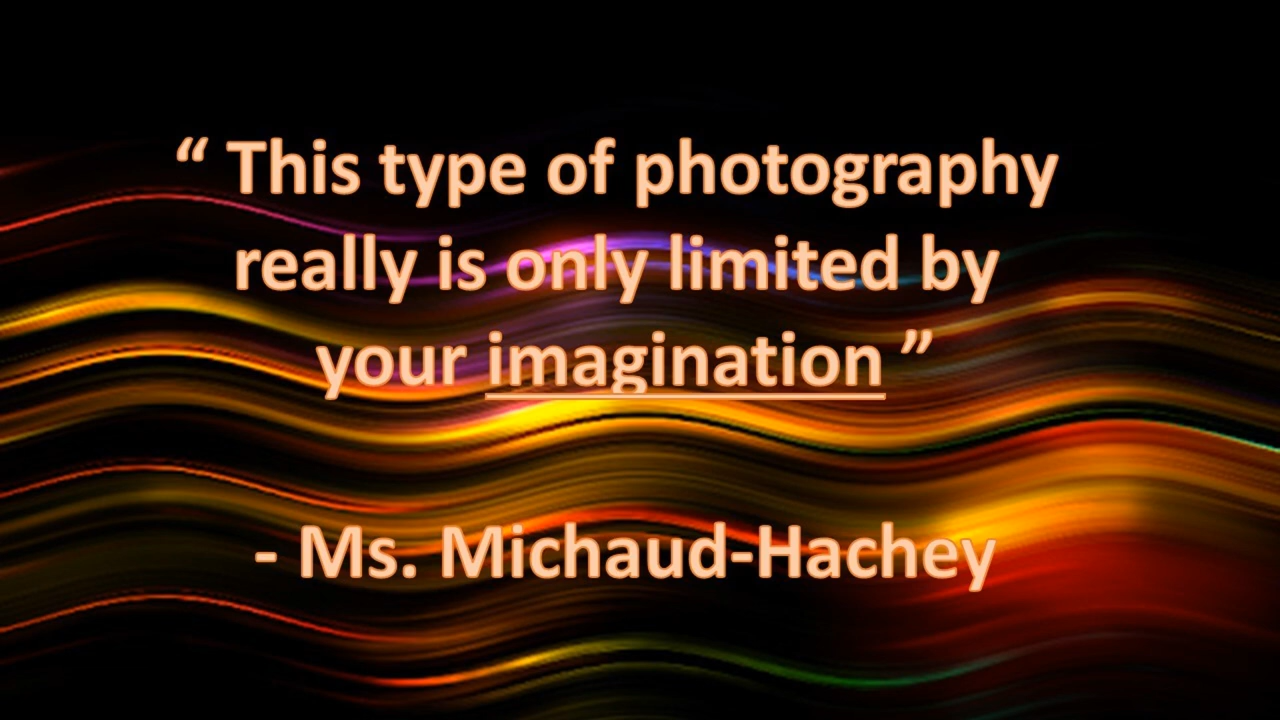 “ This type of photography
really is only limited by
your imagination ”
- Ms. Michaud-Hachey